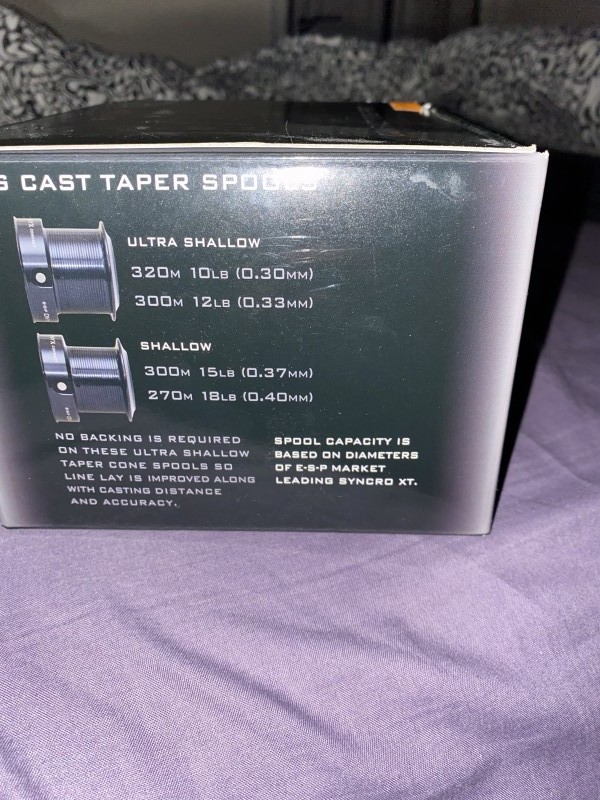 S CAST TAPER SPOOLS
ULTRA SHALLOW
320M 10LB (0.30MM)
300M 12LB (0.33MM)
SHALLOW
300M 15LB (0.37MM)
270M 18LB (0.40MM)
NO BACKING IS REQUIRED
ON THESE ULTRA SHALLOW
TAPER CONE SPOOLS SO
LINE LAY IS IMPROVED ALONG
WITH CASTING DISTANCE
AND ACCURACY.
SPOOL CAPACITY IS
BASED ON DIAMETERS
OF E-S-P MARKET
LEADING SYNCRO XT.